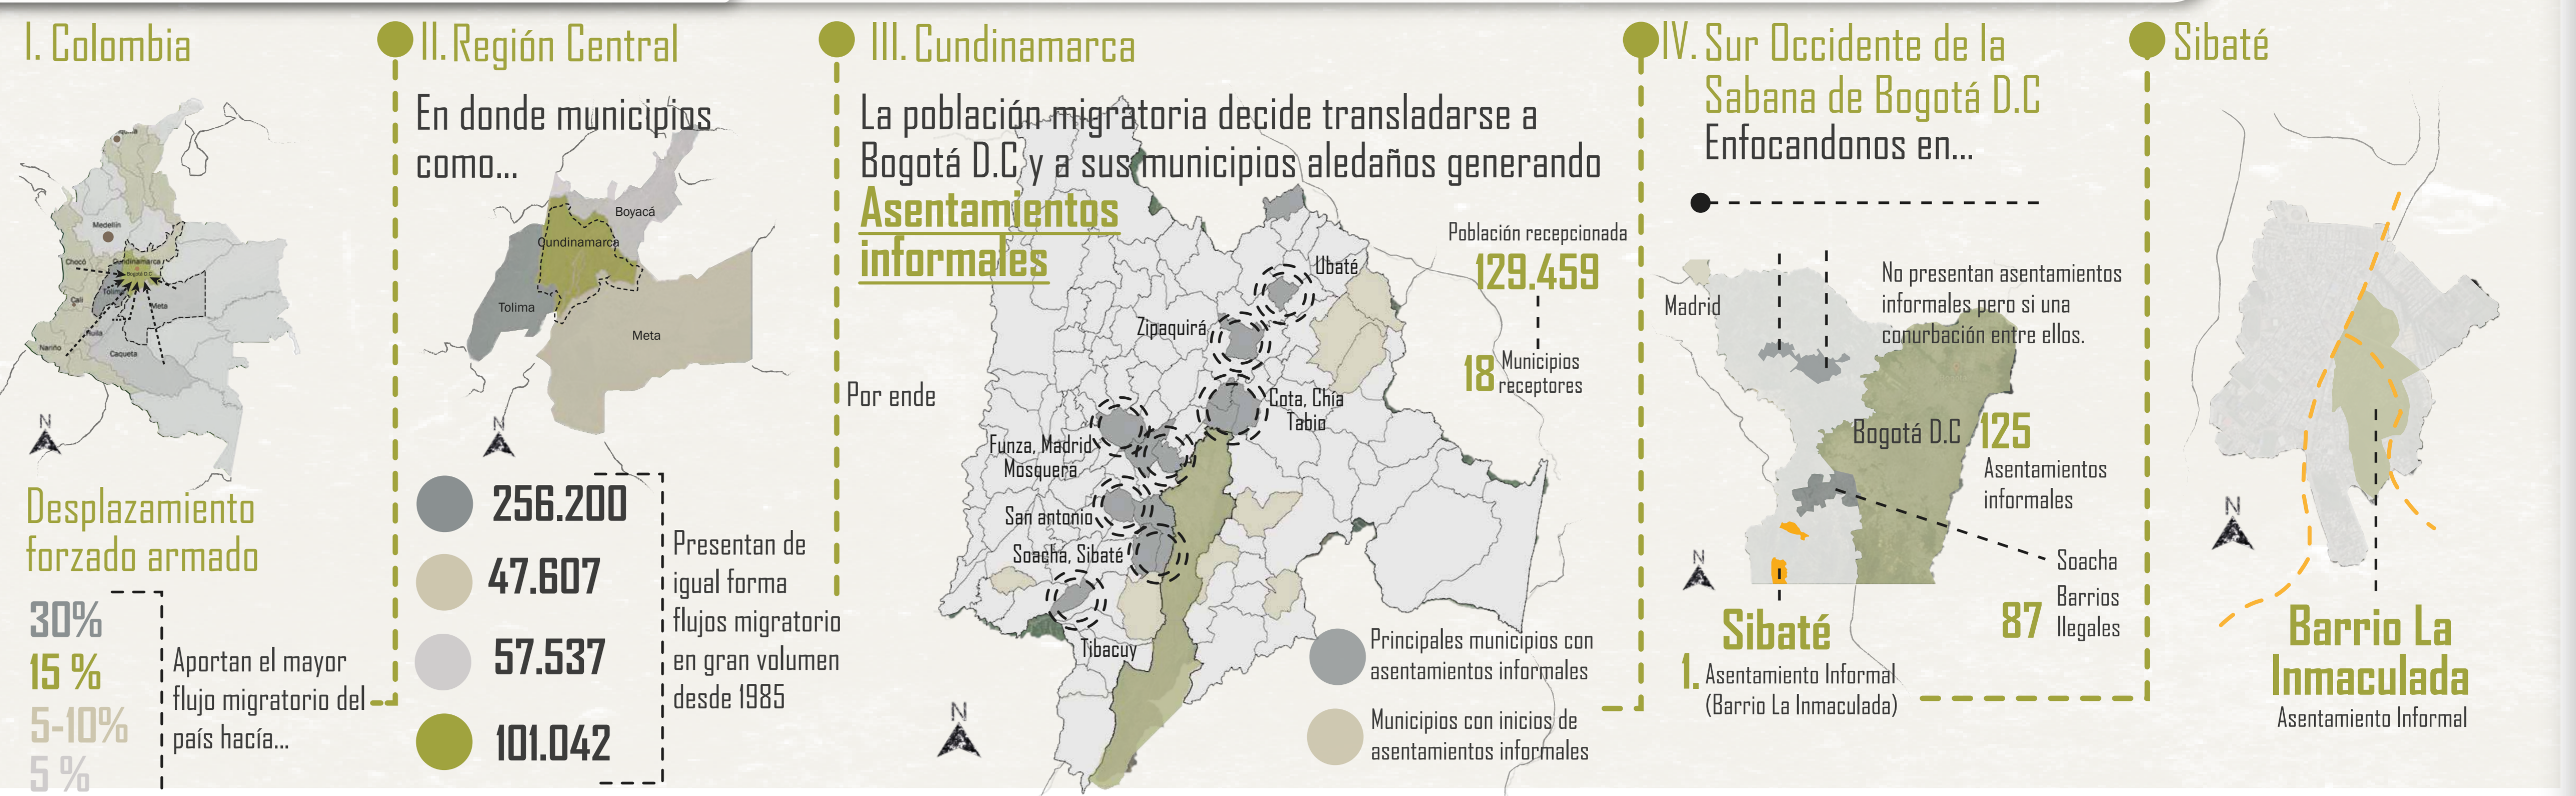 I. Colombia
Medellín
Chocó
Cundinamarca
Bogotá D.C
Tolima
Cali
Meta
Huila
Nariño
Caqueta
N
Desplazamiento
forzado armado
30%
15 %
5-10%
5 %
Aportan el mayor
flujo migratorio del
país hacía...
II. Región Central
En donde municipios
como...
Boyacá
Cundinamarca
Tolima
Meta
N
256.200
47.607
57.537
101.042
Presentan de
igual forma
flujos migratorio
en gran volumen
desde 1985
III. Cundinamarca
La población migratoria decide transladarse a
Bogotá D.C y a sus municipios aledaños generando
Asentamientos
informales
Por ende
Población recepcionada
129.459
18 Municipios
receptores
Ubaté
Zipaquirá
Cota, Chía
Tabio
Funza, Madrid
Mosquera
San antonio
Soacha, Sibaté
Tibacuy
N
Principales municipios con
asentamientos informales
Municipios con inicios de
asentamientos informales
IV. Sur Occidente de la
Sabana de Bogotá D.C
Enfocandonos en...
Madrid
No presentan asentamientos
informales pero si una
conurbación entre ellos.
Bogotá D.C
125
Asentamientos
informales
Soacha
87 Barrios
Ilegales
N
Sibaté
1. Asentamiento Informal
(Barrio La Inmaculada)
Sibaté
N
Barrio La
Inmaculada
Asentamiento Informal